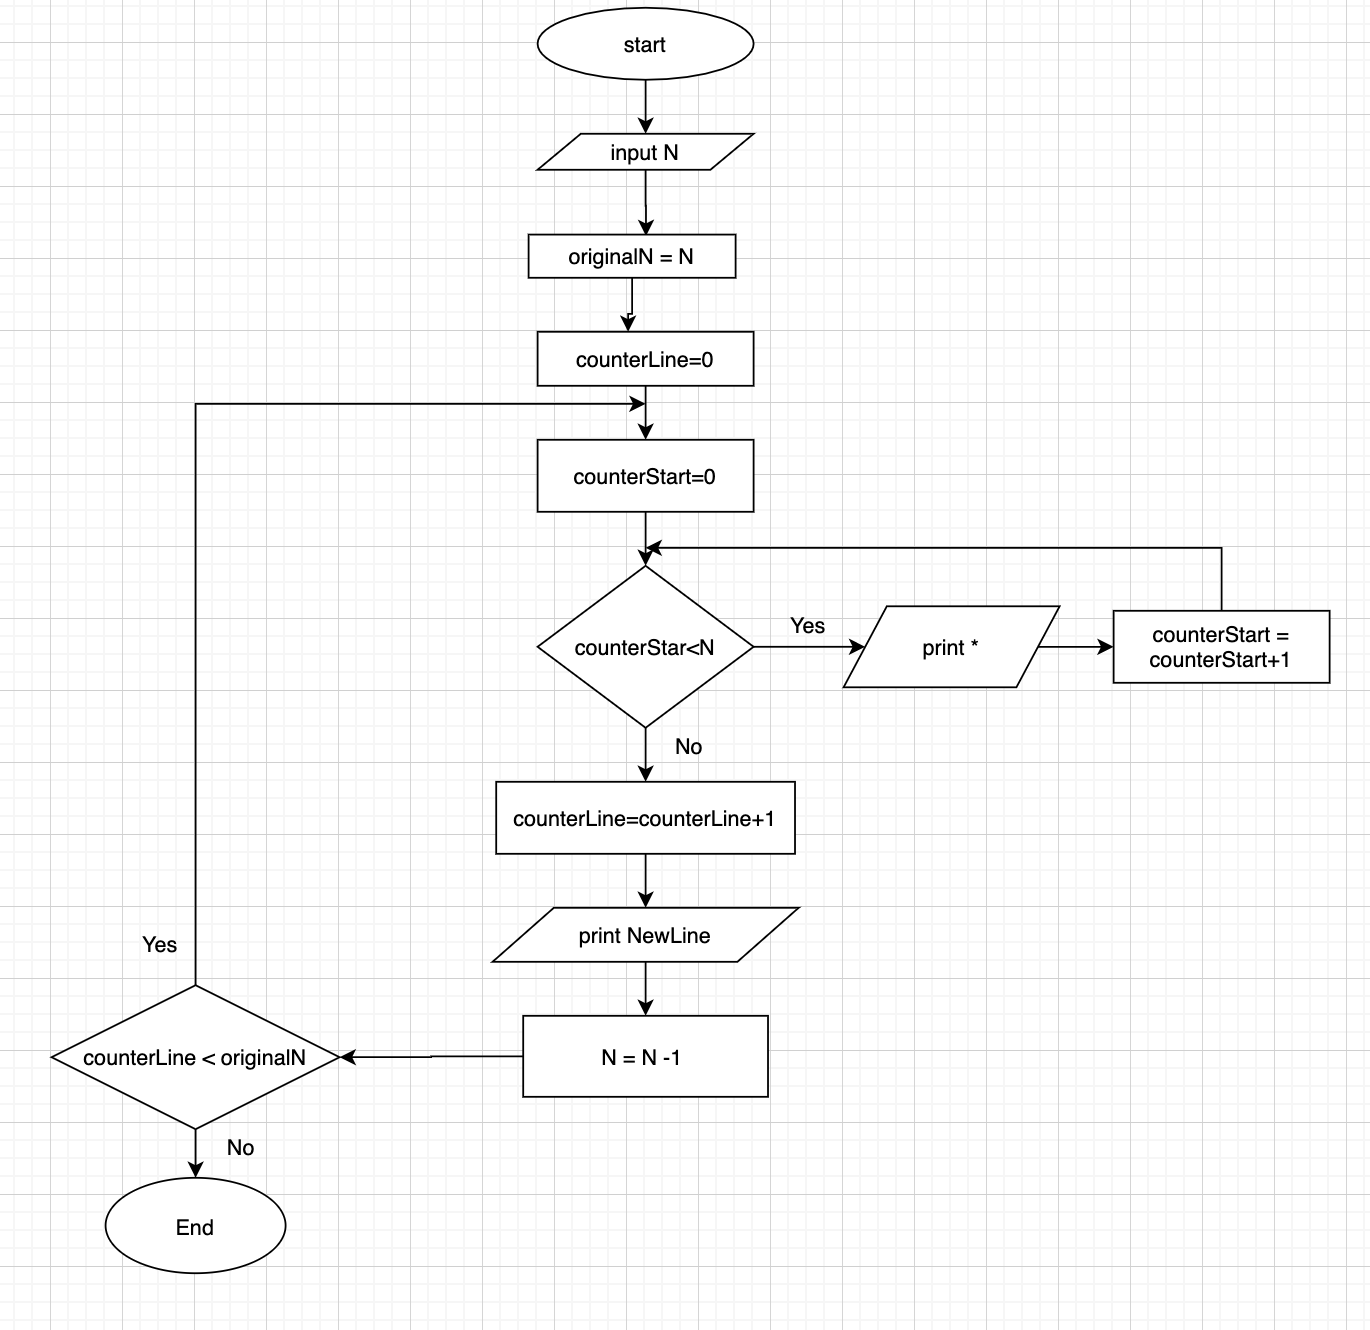 start
input N
originalN = N
counterLine=0
counterStart=0
counterStar<N
Yes
print *
counterStart =
counterStart+1
No
counterLine=counterLine+1
print NewLine
N = N -1
counterLine < originalN
Yes
No
End